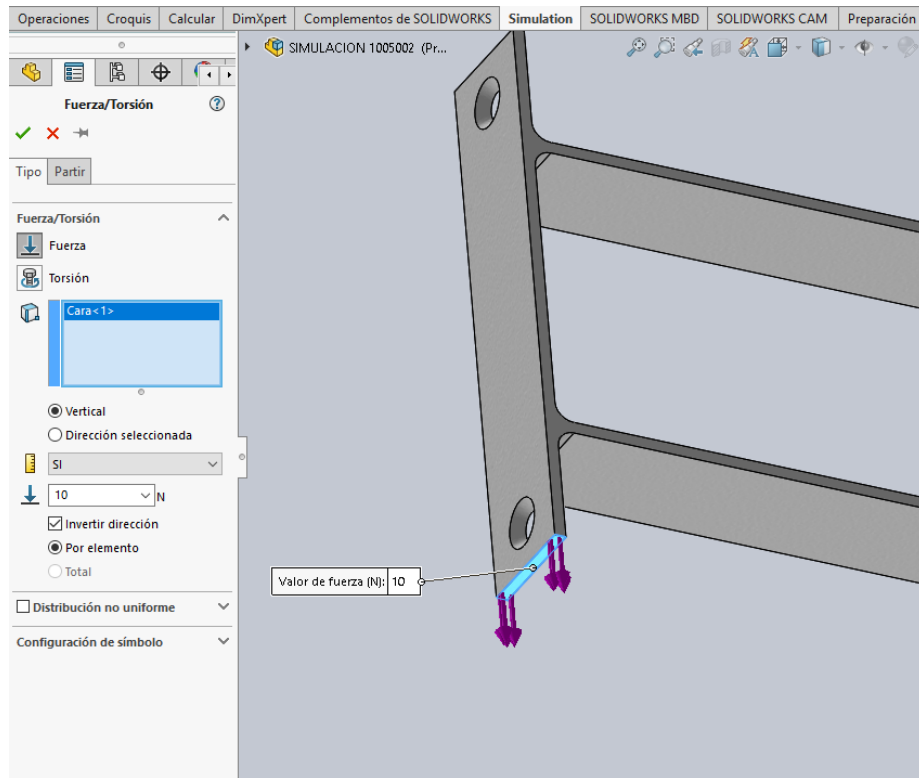 Operaciones Croquis Calcular DimXpert Complementos de SOLIDWORKS Simulation SOLIDWORKS MBD SOLIDWORKS CAM Preparación
SIMULACION 1005002 (Pr...
Fuerza/Torsión
Tipo Partir
Fuerza/Torsión
Fuerza
Torsión
Cara<1>
Vertical
Dirección seleccionada
SI
10 N
Invertir dirección
Por elemento
Total
Valor de fuerza (N): 10
Distribución no uniforme
Configuración de símbolo